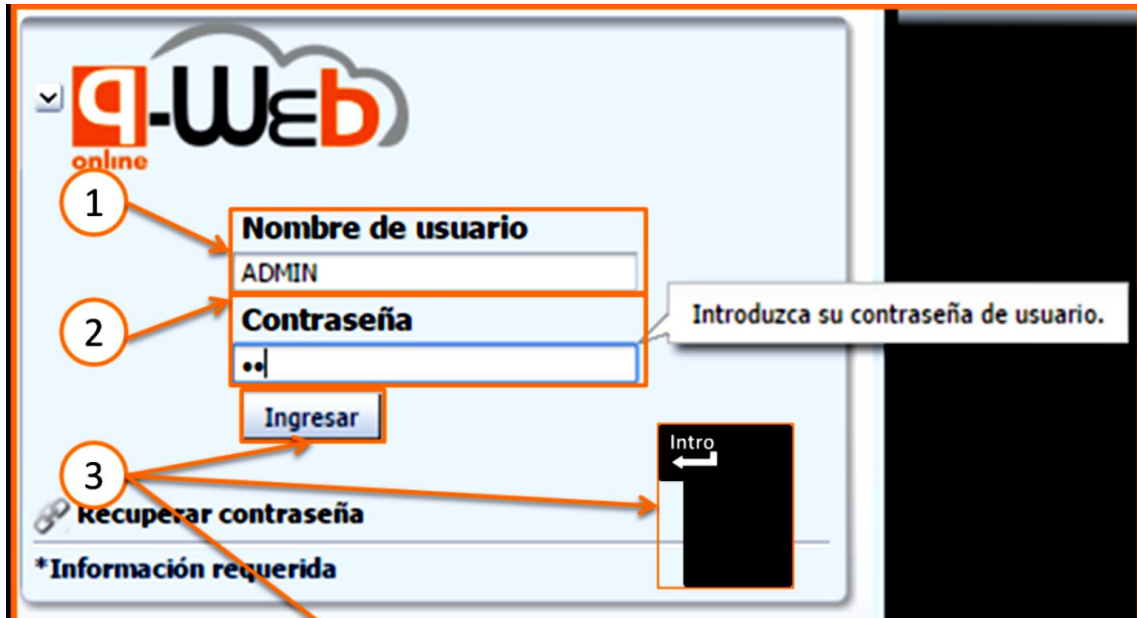 q-Web
online
1
Nombre de usuario
ADMIN
2
Contraseña
Introduzca su contraseña de usuario.
••
Ingresar
Intro
3
Recuperar contraseña
*Información requerida